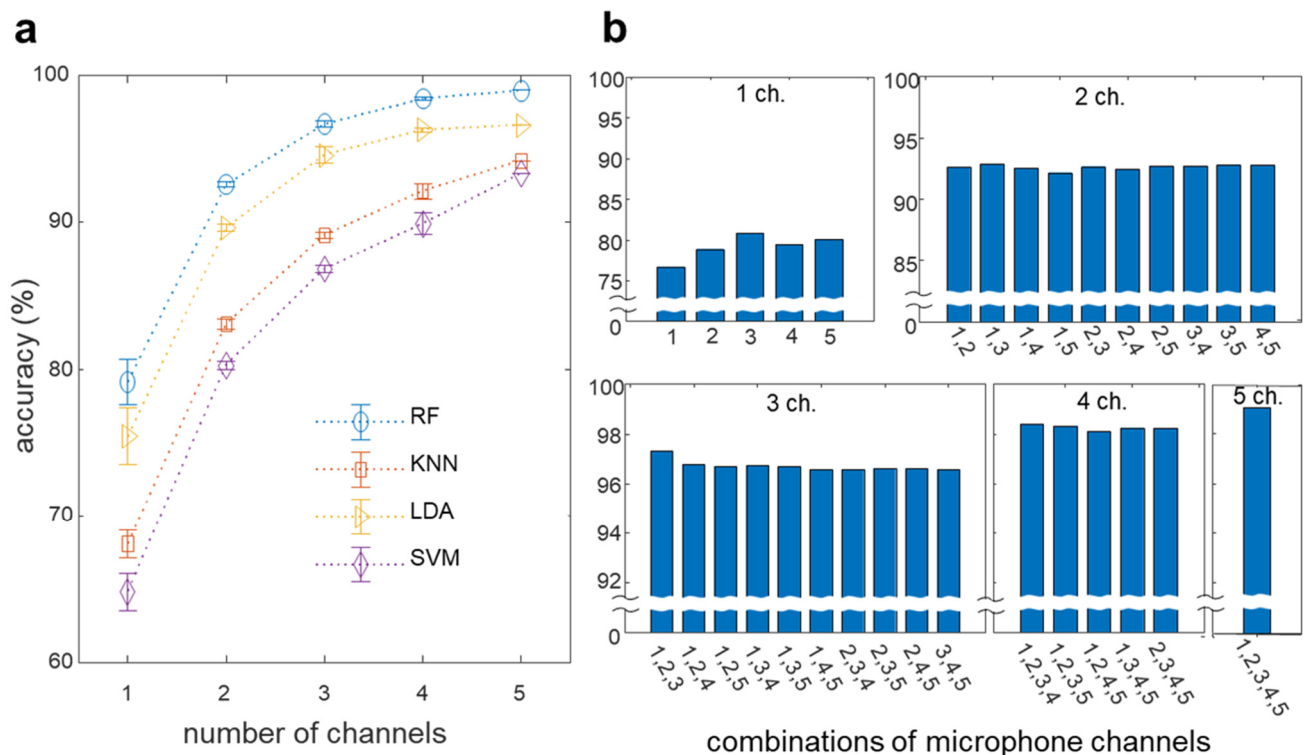 a
100
90
80
70
60
accuracy (%)
RF
KNN
LDA
SVM
1 2 3 4 5
number of channels
b
1 ch.
100
95
90
85
80
75
0
1 2 3 4 5
2 ch.
100
95
90
85
0
1,2 1,3 1,4 1,5 2,3 2,4 2,5 3,4 3,5 4,5
3 ch.
100
98
96
94
92
0
1,2,3 1,2,4 1,2,5 1,3,4 1,3,5 1,4,5 2,3,4 2,3,5 2,4,5 3,4,5
4 ch.
1,2,3,4 1,2,3,5 1,2,4,5 1,3,4,5 2,3,4,5
5 ch.
1,2,3,4,5
combinations of microphone channels